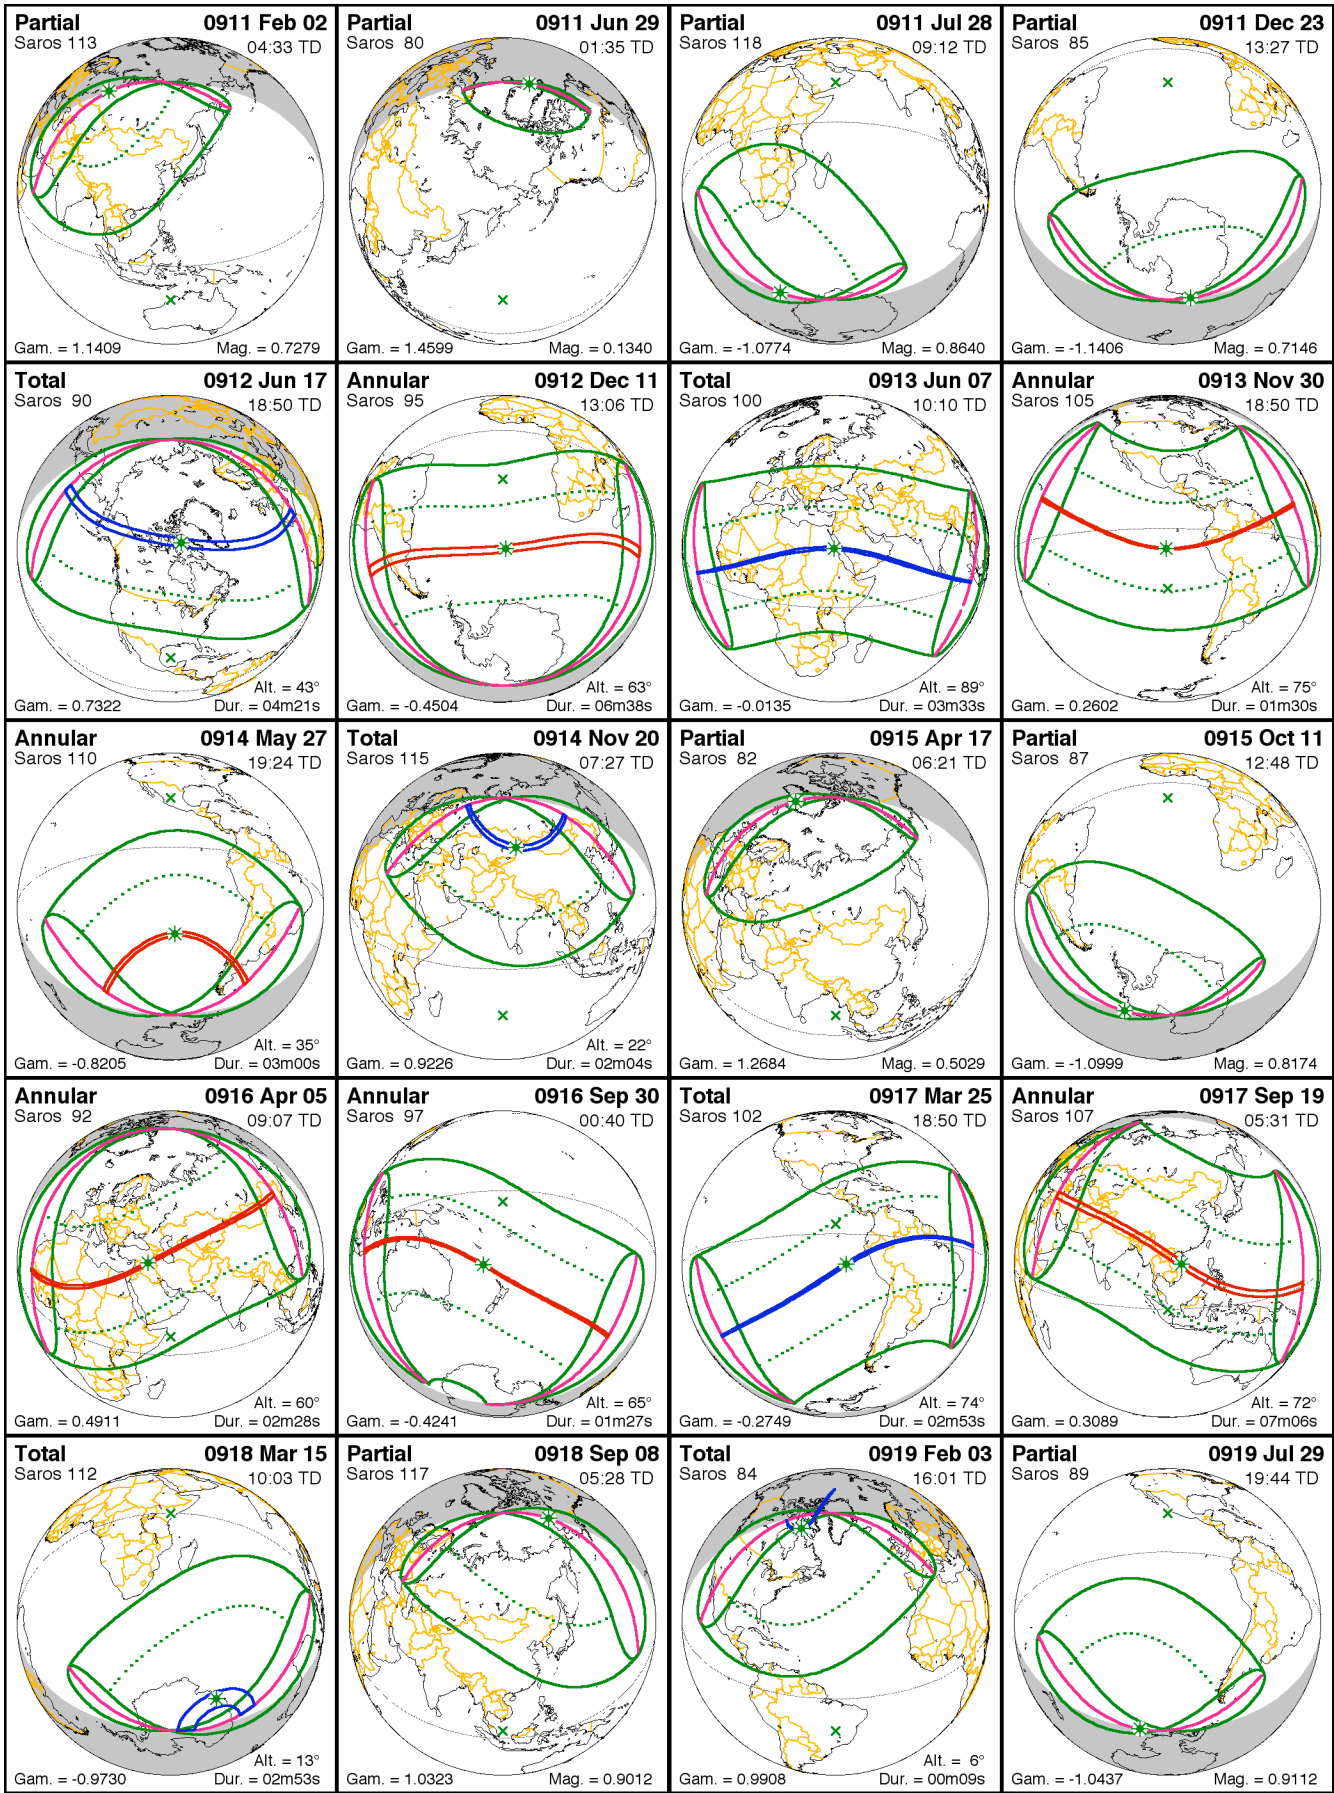 Partial 0911 Feb 02
Saros 113 04:33 TD
Gam. = 1.1409 Mag. = 0.7279
Partial 0911 Jun 29
Saros 80 01:35 TD
Gam. = 1.4599 Mag. = 0.1340
Partial 0911 Jul 28
Saros 118 09:12 TD
Gam. = -1.0774 Mag. = 0.8640
Partial 0911 Dec 23
Saros 85 13:27 TD
Gam. = -1.1406 Mag. = 0.7146
Total 0912 Jun 17
Saros 90 18:50 TD
Alt. = 43°
Gam. = 0.7322 Dur. = 04m21s
Annular 0912 Dec 11
Saros 95 13:06 TD
Alt. = 63°
Gam. = -0.4504 Dur. = 06m38s
Total 0913 Jun 07
Saros 100 10:10 TD
Alt. = 89°
Gam. = -0.0135 Dur. = 03m33s
Annular 0913 Nov 30
Saros 105 18:50 TD
Alt. = 75°
Gam. = 0.2602 Dur. = 01m30s
Annular 0914 May 27
Saros 110 19:24 TD
Alt. = 35°
Gam. = -0.8205 Dur. = 03m00s
Total 0914 Nov 20
Saros 115 07:27 TD
Alt. = 22°
Gam. = 0.9226 Dur. = 02m04s
Partial 0915 Apr 17
Saros 82 06:21 TD
Gam. = 1.2684 Mag. = 0.5029
Partial 0915 Oct 11
Saros 87 12:48 TD
Gam. = -1.0999 Mag. = 0.8174
Annular 0916 Apr 05
Saros 92 09:07 TD
Alt. = 60°
Gam. = 0.4911 Dur. = 02m28s
Annular 0916 Sep 30
Saros 97 00:40 TD
Alt. = 65°
Gam. = -0.4241 Dur. = 01m27s
Total 0917 Mar 25
Saros 102 18:50 TD
Alt. = 74°
Gam. = -0.2749 Dur. = 02m53s
Annular 0917 Sep 19
Saros 107 05:31 TD
Alt. = 72°
Gam. = 0.3089 Dur. = 07m06s
Total 0918 Mar 15
Saros 112 10:03 TD
Alt. = 13°
Gam. = -0.9730 Dur. = 02m53s
Partial 0918 Sep 08
Saros 117 05:28 TD
Gam. = 1.0323 Mag. = 0.9012
Total 0919 Feb 03
Saros 84 16:01 TD
Alt. = 6°
Gam. = 0.9908 Dur. = 00m09s
Partial 0919 Jul 29
Saros 89 19:44 TD
Gam. = -1.0437 Mag. = 0.9112